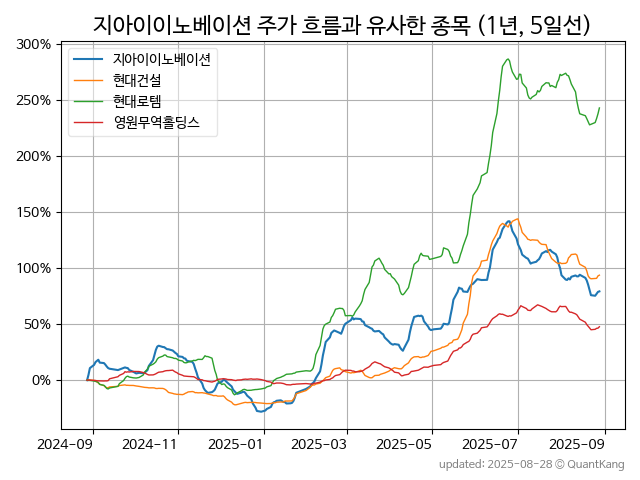 지아이이노베이션 주가 흐름과 유사한 종목 (1년, 5일선)
300%
250%
200%
150%
100%
50%
0%
지아이이노베이션
현대건설
현대로템
영원무역홀딩스
2024-09 2024-11 2025-01 2025-03 2025-05 2025-07 2025-09
updated: 2025-08-28 © QuantKang